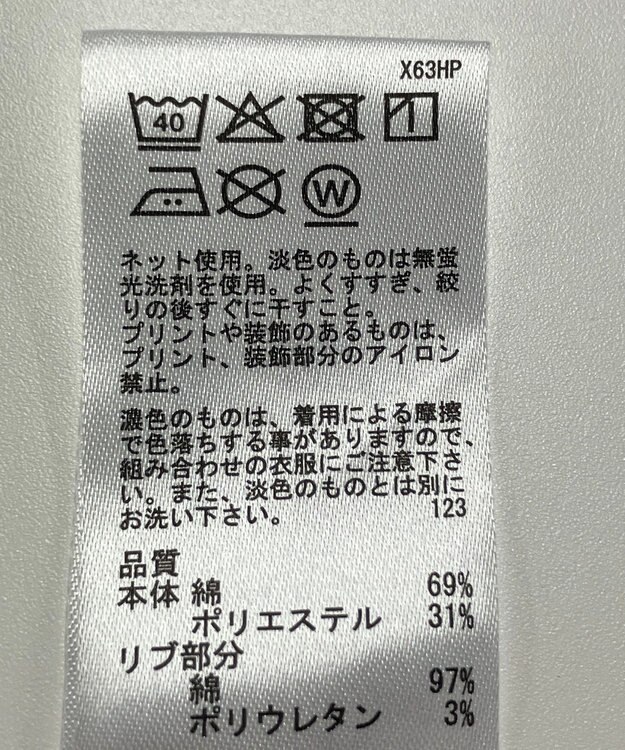 X63HP
40
W
ネット使用。淡色のものは無蛍
光洗剤を使用。よくすすぎ、絞
りの後すぐに干すこと。
プリントや装飾のあるものは、
プリント、装飾部分のアイロン
禁止。
濃色のものは、着用による摩擦
で色落ちする事がありますので、
組み合わせの衣服にご注意下さ
い。また、淡色のものとは別に
お洗い下さい。 123
品質
本体 綿 69%
ポリエステル 31%
リブ部分
綿 97%
ポリウレタン 3%